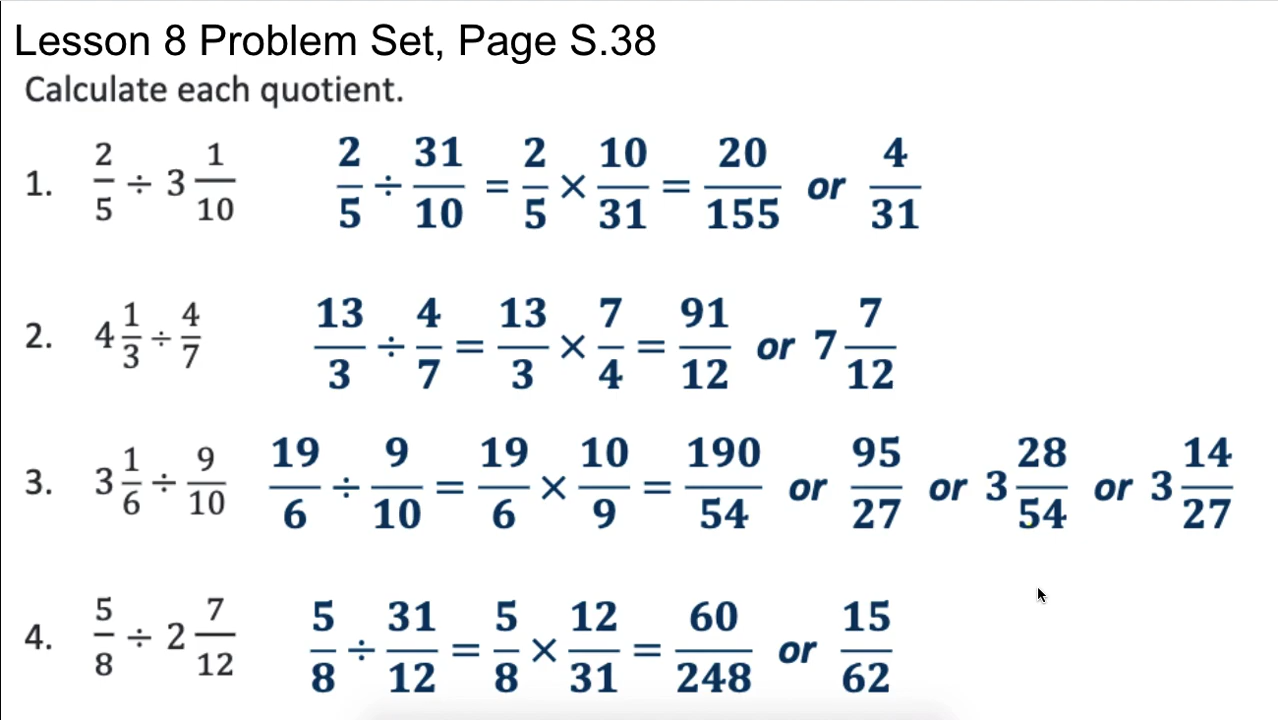 Lesson 8 Problem Set, Page S.38
Calculate each quotient.
1. 2/5 ÷ 3 1/10 2/5 ÷ 31/10 = 2/5 × 10/31 = 20/155 or 4/31
2. 4 1/3 ÷ 4/7 13/3 ÷ 4/7 = 13/3 × 7/4 = 91/12 or 7 7/12
3. 3 1/6 ÷ 9/10 19/6 ÷ 9/10 = 19/6 × 10/9 = 190/54 or 95/27 or 3 28/54 or 3 14/27
4. 5/8 ÷ 2 7/12 5/8 ÷ 31/12 = 5/8 × 12/31 = 60/248 or 15/62